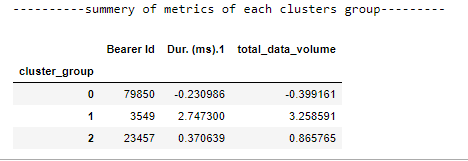 ----------summery of metrics of each clusters group---------
Bearer Id Dur. (ms).1 total_data_volume
cluster_group
0 79850 -0.230986 -0.399161
1 3549 2.747300 3.258591
2 23457 0.370639 0.865765